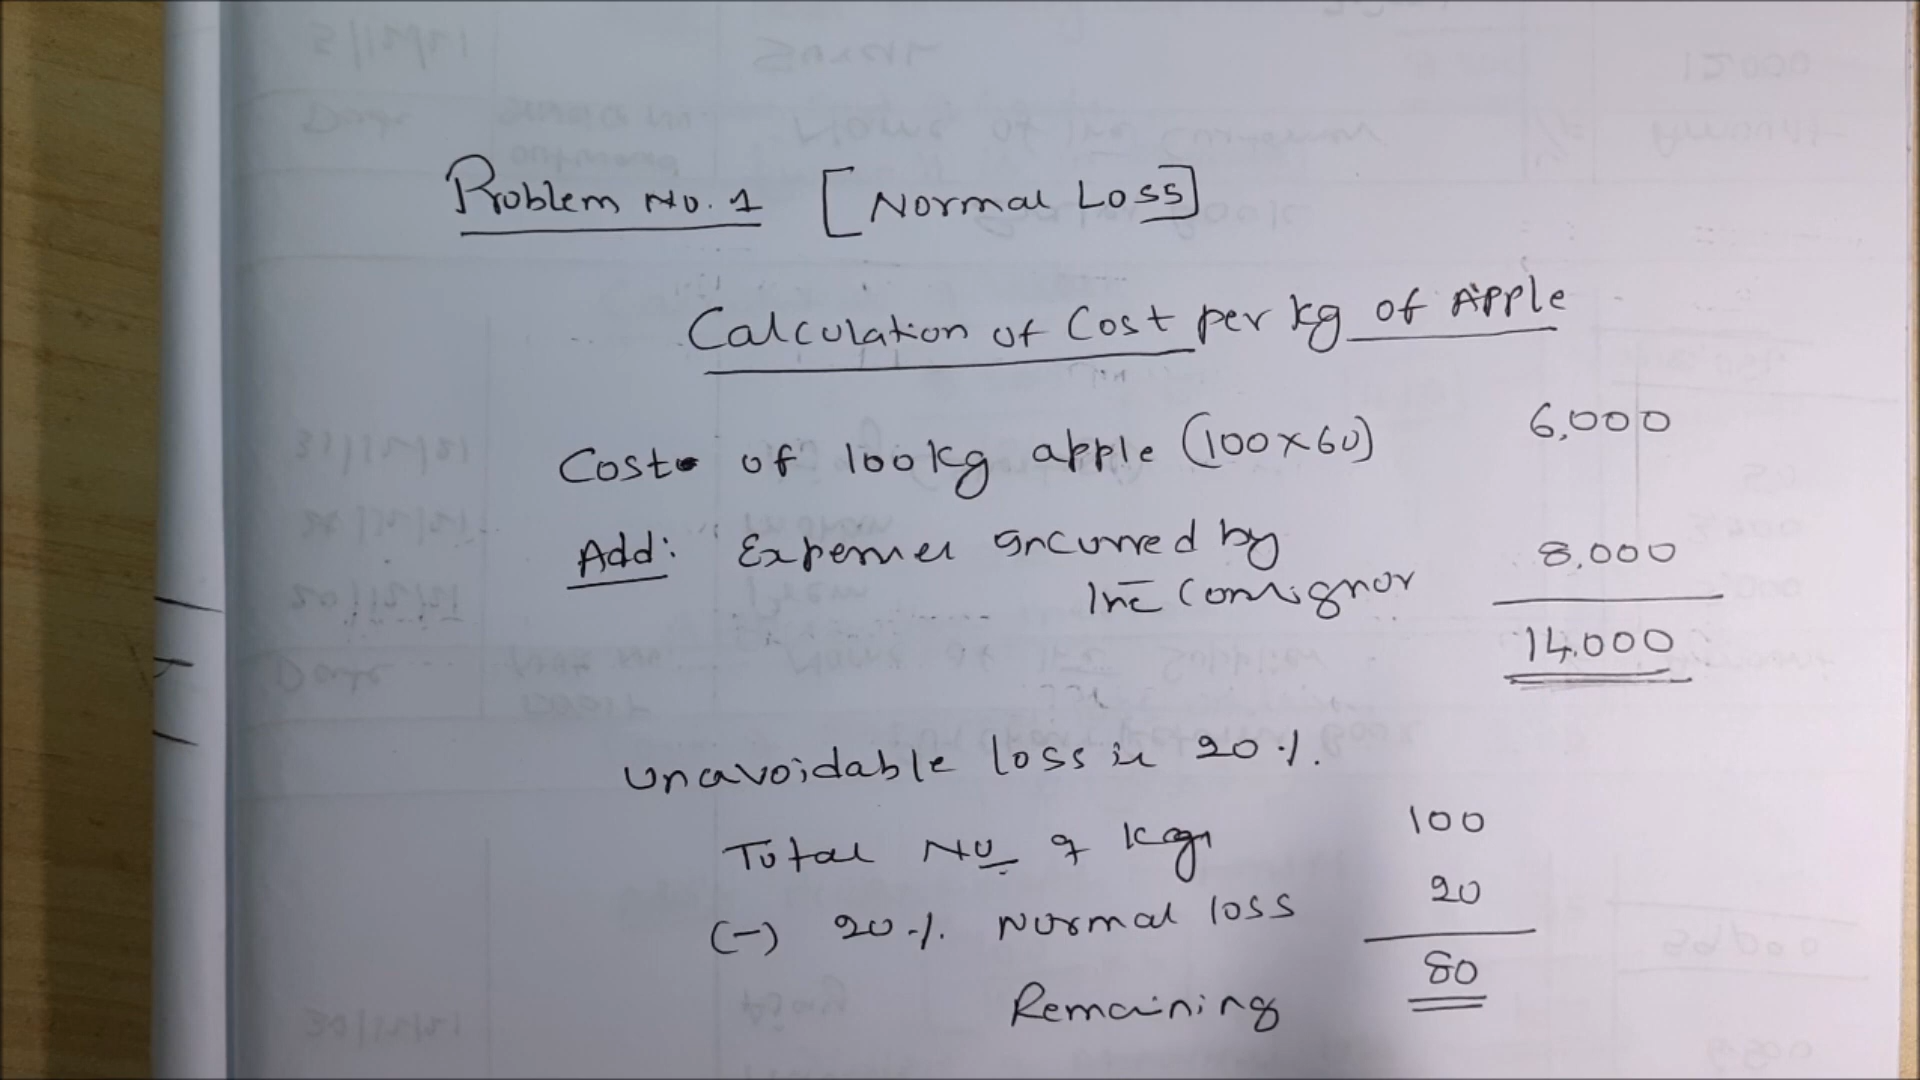 Problem No. 1 [Normal Loss]
Calculation of Cost per kg of Apple
Cost of 100kg apple (100x60) 6,000
Add: Expenses incurred by
the Consignor 8,000
14,000
Unavoidable loss is 20%.
Total No of kgs 100
(-) 20% Normal loss 20
Remaining 80